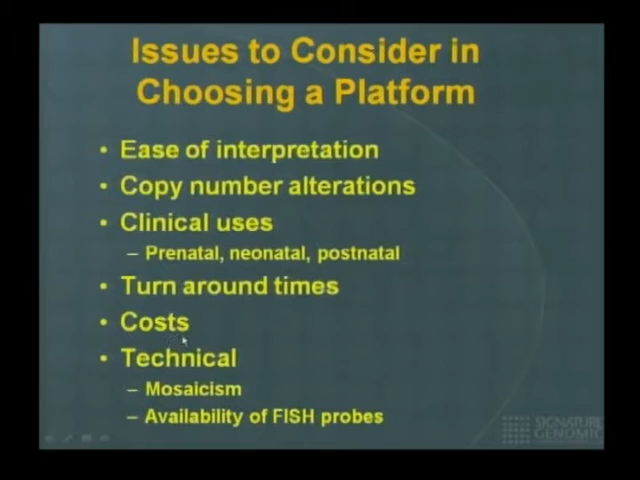 Issues to Consider in
Choosing a Platform
• Ease of interpretation
• Copy number alterations
• Clinical uses
– Prenatal, neonatal, postnatal
• Turn around times
• Costs
• Technical
– Mosaicism
– Availability of FISH probes
SIGNATURE
GENOMIC